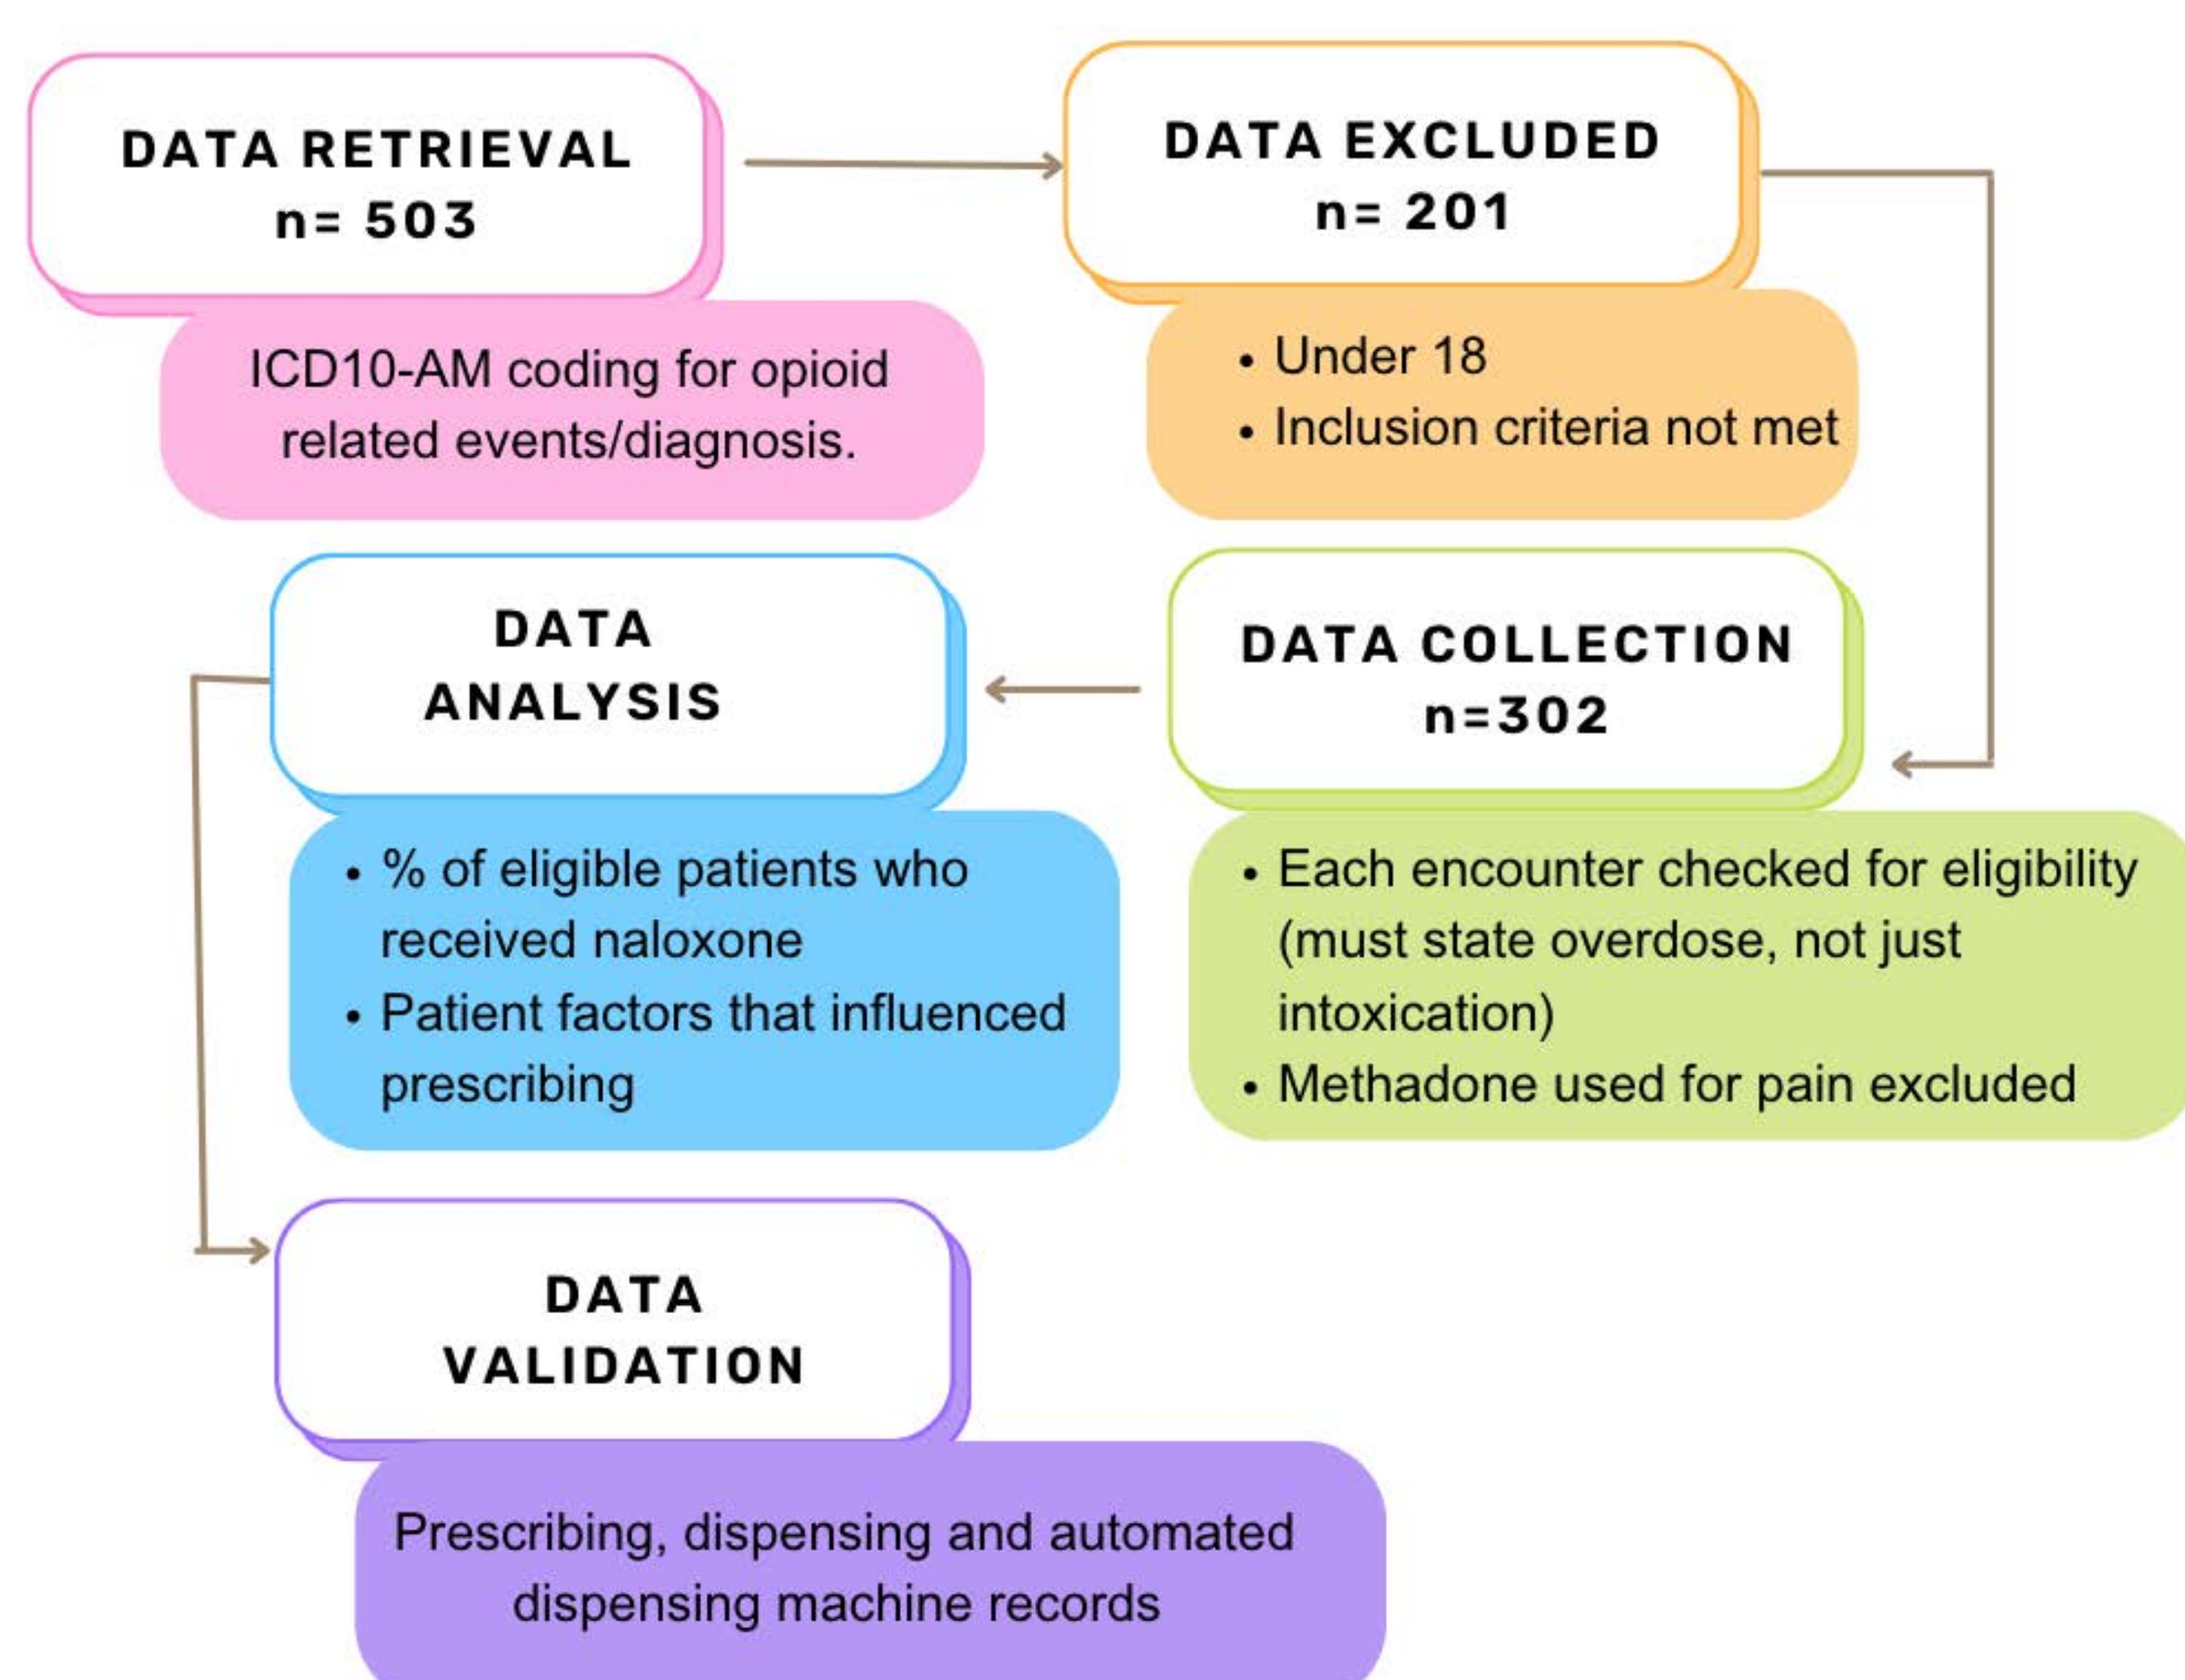 DATA RETRIEVAL
n= 503
ICD10-AM coding for opioid
related events/diagnosis.
DATA EXCLUDED
n= 201
• Under 18
• Inclusion criteria not met
DATA COLLECTION
n=302
• Each encounter checked for eligibility
(must state overdose, not just
intoxication)
• Methadone used for pain excluded
DATA
ANALYSIS
• % of eligible patients who
received naloxone
• Patient factors that influenced
prescribing
DATA
VALIDATION
Prescribing, dispensing and automated
dispensing machine records